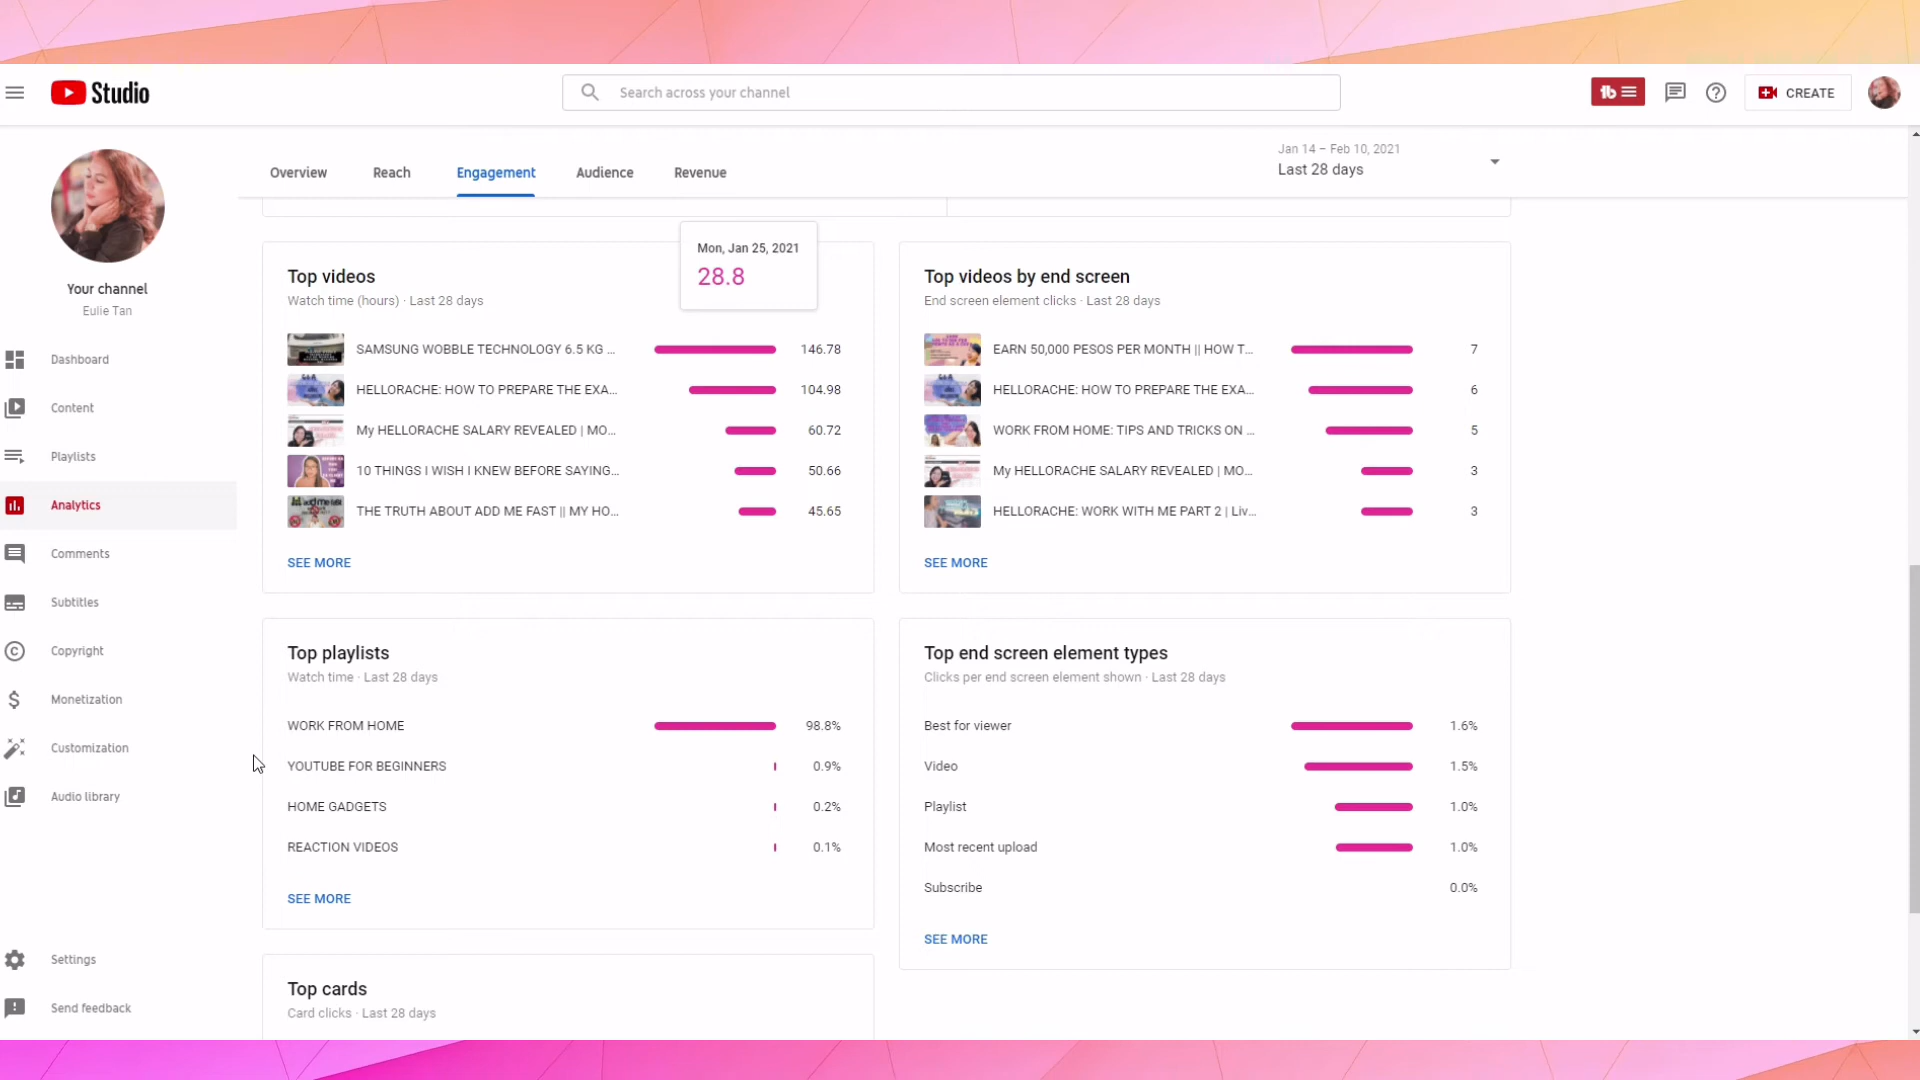 Studio
Search across your channel
CREATE
Your channel
Eulie Tan
Dashboard
Content
Playlists
Analytics
Comments
Subtitles
Copyright
Monetization
Customization
Audio library
Settings
Send feedback
Overview
Reach
Engagement
Audience
Revenue
Jan 14 – Feb 10, 2021
Last 28 days
Mon, Jan 25, 2021
28.8
Top videos
Watch time (hours) · Last 28 days
SAMSUNG WOBBLE TECHNOLOGY 6.5 KG ... 146.78
HELLORACHE: HOW TO PREPARE THE EXA... 104.98
My HELLORACHE SALARY REVEALED | MO... 60.72
10 THINGS I WISH I KNEW BEFORE SAYING... 50.66
THE TRUTH ABOUT ADD ME FAST || MY HO... 45.65
SEE MORE
Top videos by end screen
End screen element clicks · Last 28 days
EARN 50,000 PESOS PER MONTH || HOW T... 7
HELLORACHE: HOW TO PREPARE THE EXA... 6
WORK FROM HOME: TIPS AND TRICKS ON ... 5
My HELLORACHE SALARY REVEALED | MO... 3
HELLORACHE: WORK WITH ME PART 2 | Liv... 3
SEE MORE
Top playlists
Watch time · Last 28 days
WORK FROM HOME 98.8%
YOUTUBE FOR BEGINNERS 0.9%
HOME GADGETS 0.2%
REACTION VIDEOS 0.1%
SEE MORE
Top end screen element types
Clicks per end screen element shown · Last 28 days
Best for viewer 1.6%
Video 1.5%
Playlist 1.0%
Most recent upload 1.0%
Subscribe 0.0%
SEE MORE
Top cards
Card clicks · Last 28 days